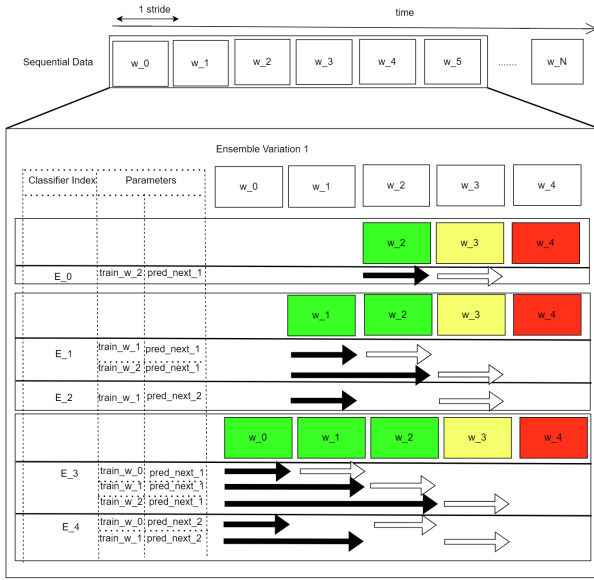 1 stride
time
Sequential Data
w_0 w_1 w_2 w_3 w_4 w_5 ....... w_N
Ensemble Variation 1
Classifier Index Parameters
w_0 w_1 w_2 w_3 w_4
w_2 w_3 w_4
E_0 train_w_2 pred_next_1
w_1 w_2 w_3 w_4
E_1 train_w_1 pred_next_1
train_w_2 pred_next_1
E_2 train_w_1 pred_next_2
w_0 w_1 w_2 w_3 w_4
E_3 train_w_0 pred_next_1
train_w_1 pred_next_1
train_w_2 pred_next_1
E_4 train_w_0 pred_next_2
train_w_1 pred_next_2